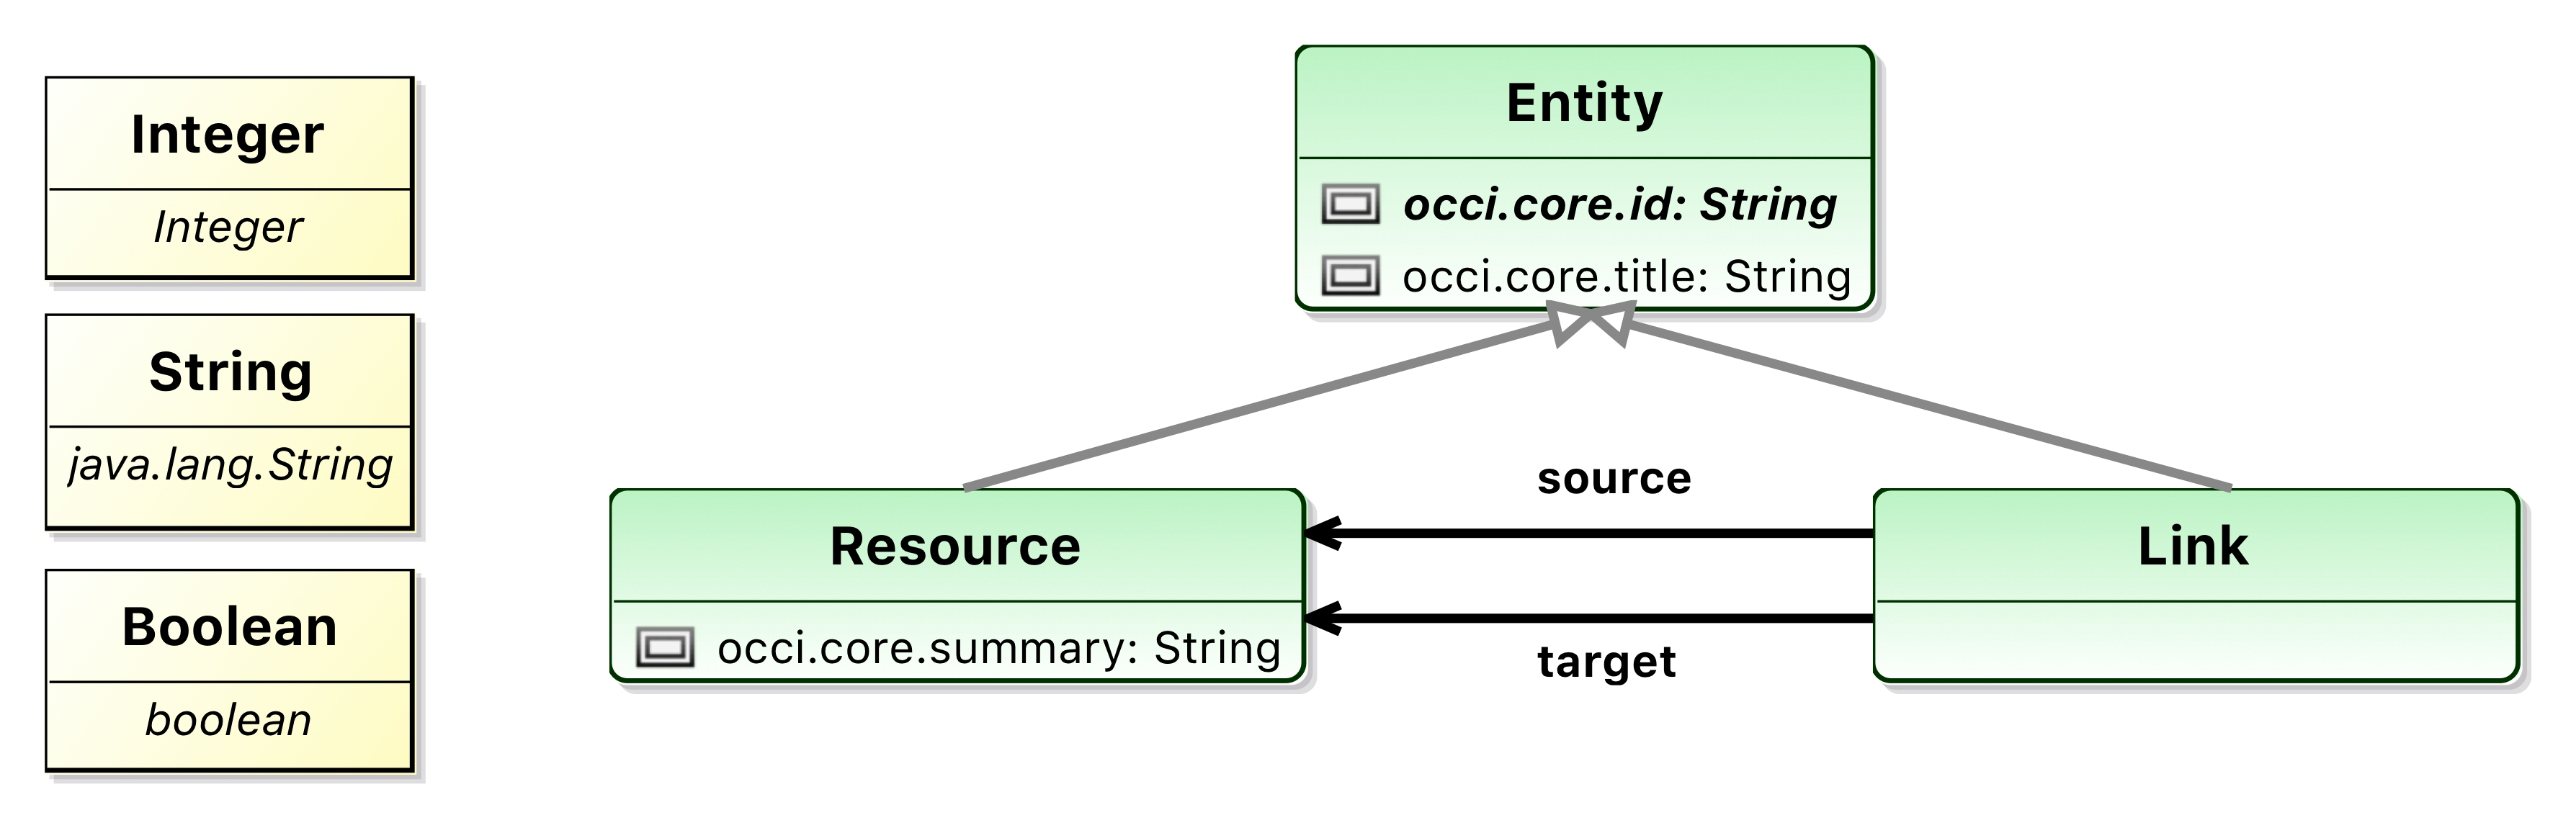 Integer
Integer
String
java.lang.String
Boolean
boolean
Entity
occi.core.id: String
occi.core.title: String
source
Resource
occi.core.summary: String
target
Link